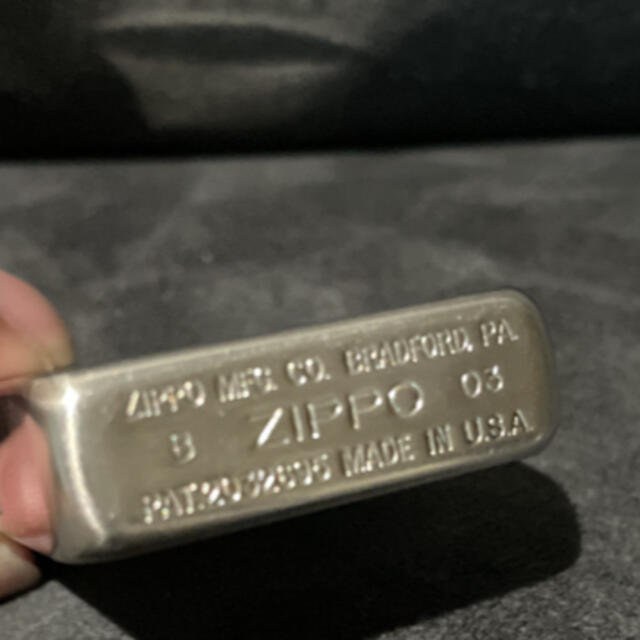 ZIPPO MFG. CO. BRADFORD, PA.
ZIPPO 03
PAT. 2032695 MADE IN U.S.A.